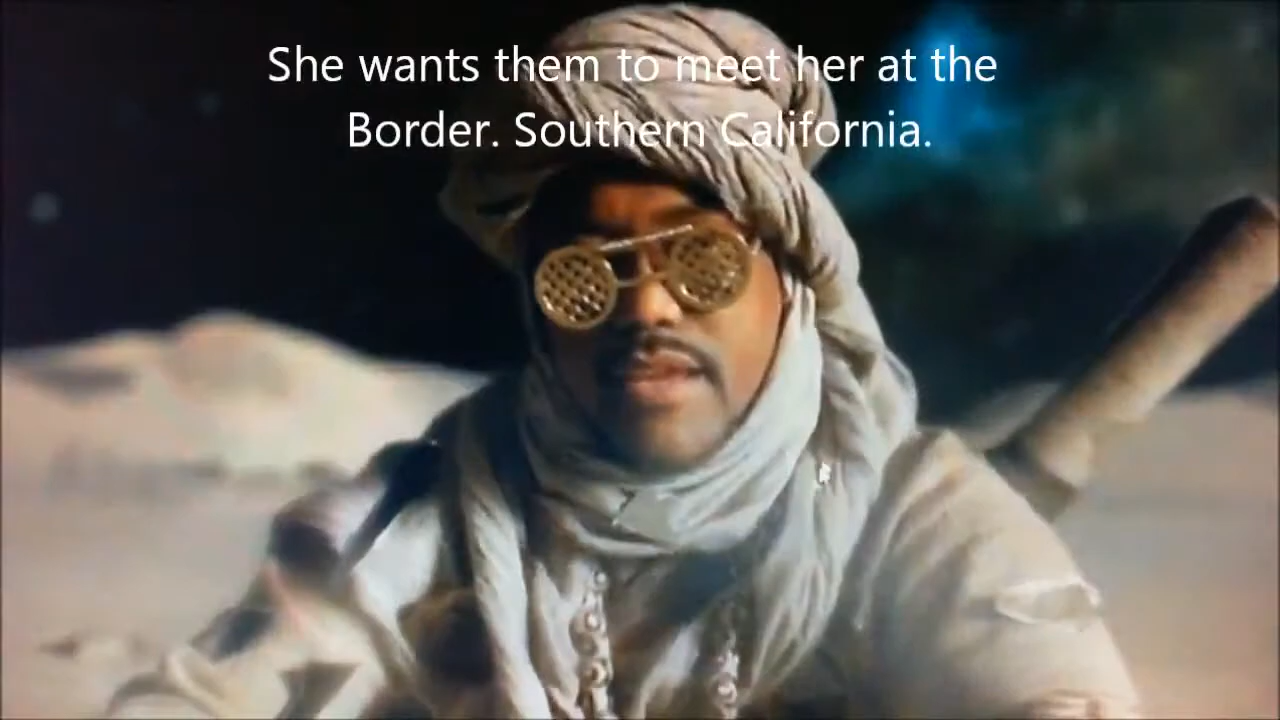 She wants them to meet her at the
Border. Southern California.